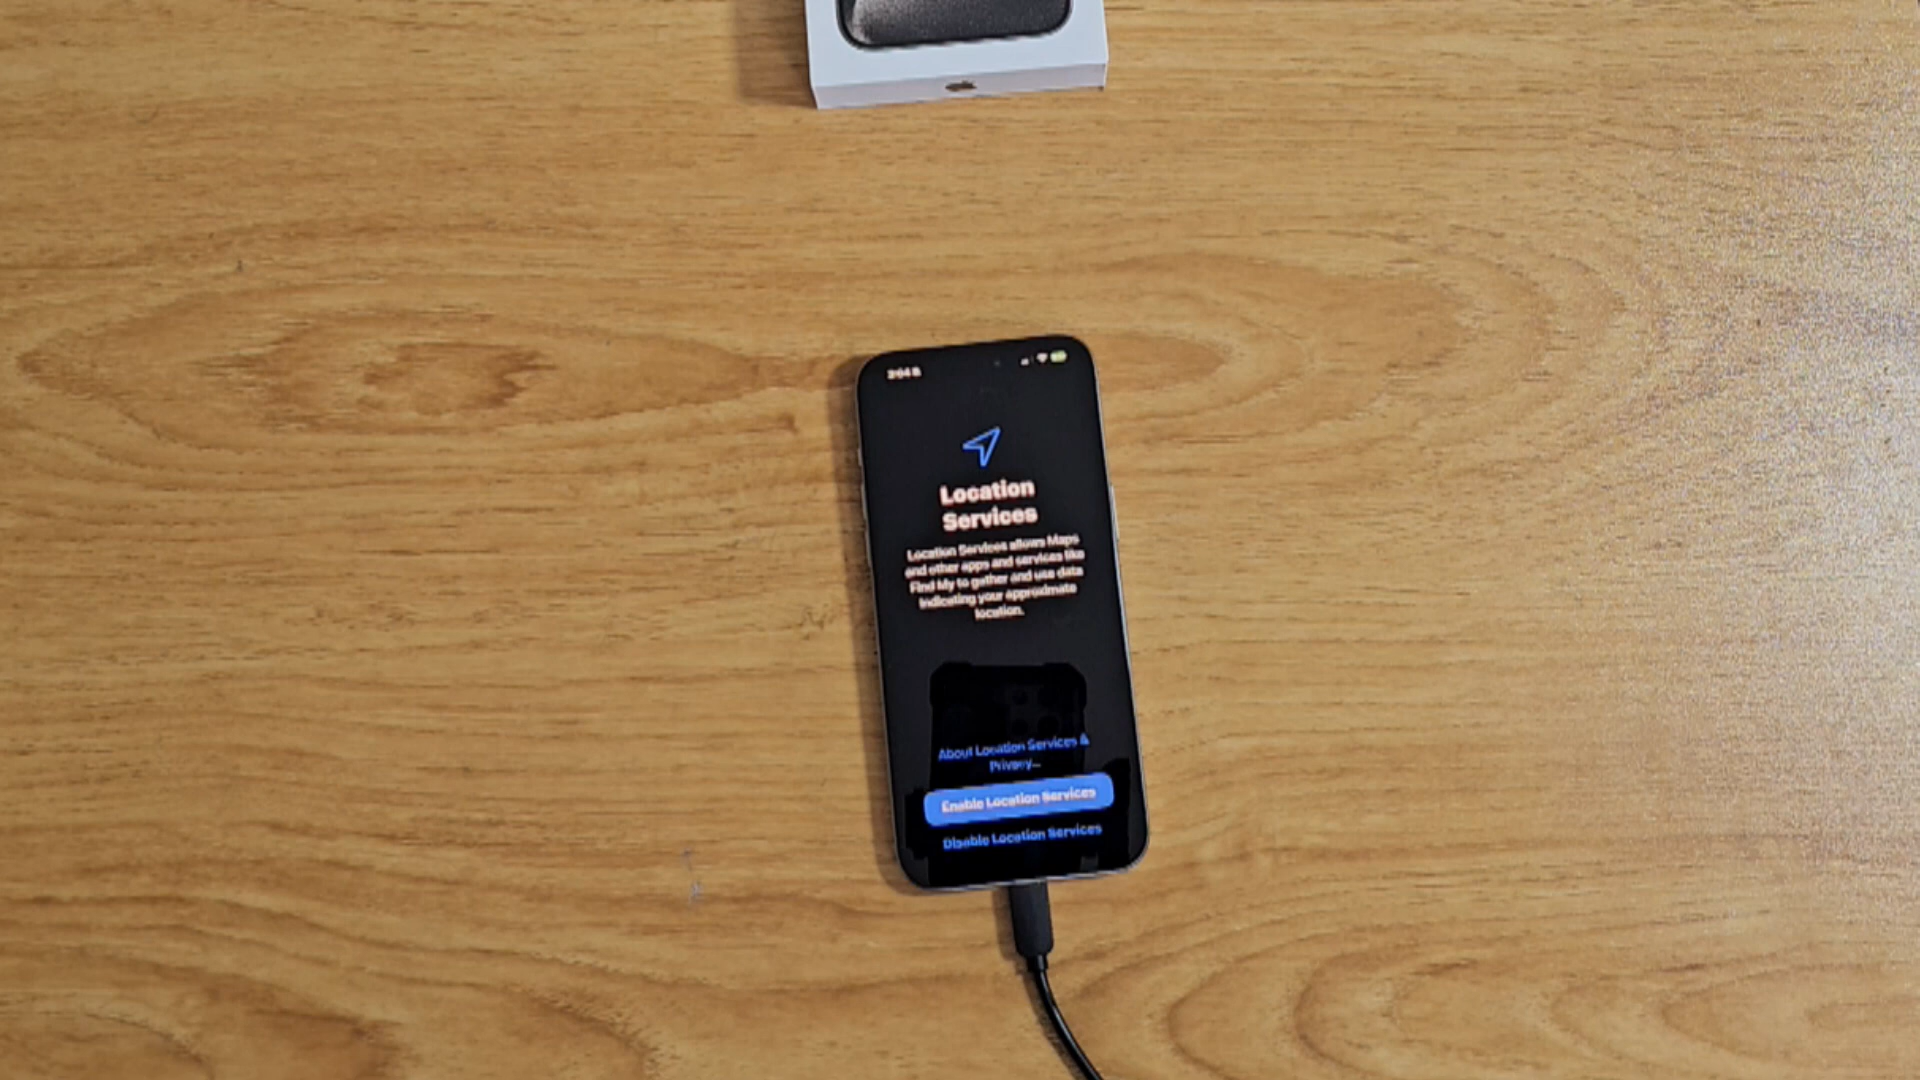 Location
Services
Location Services allows Maps
and other apps and services like
Find My to gather and use data
indicating your approximate
location.
About Location Services &
Privacy...
Enable Location Services
Disable Location Services